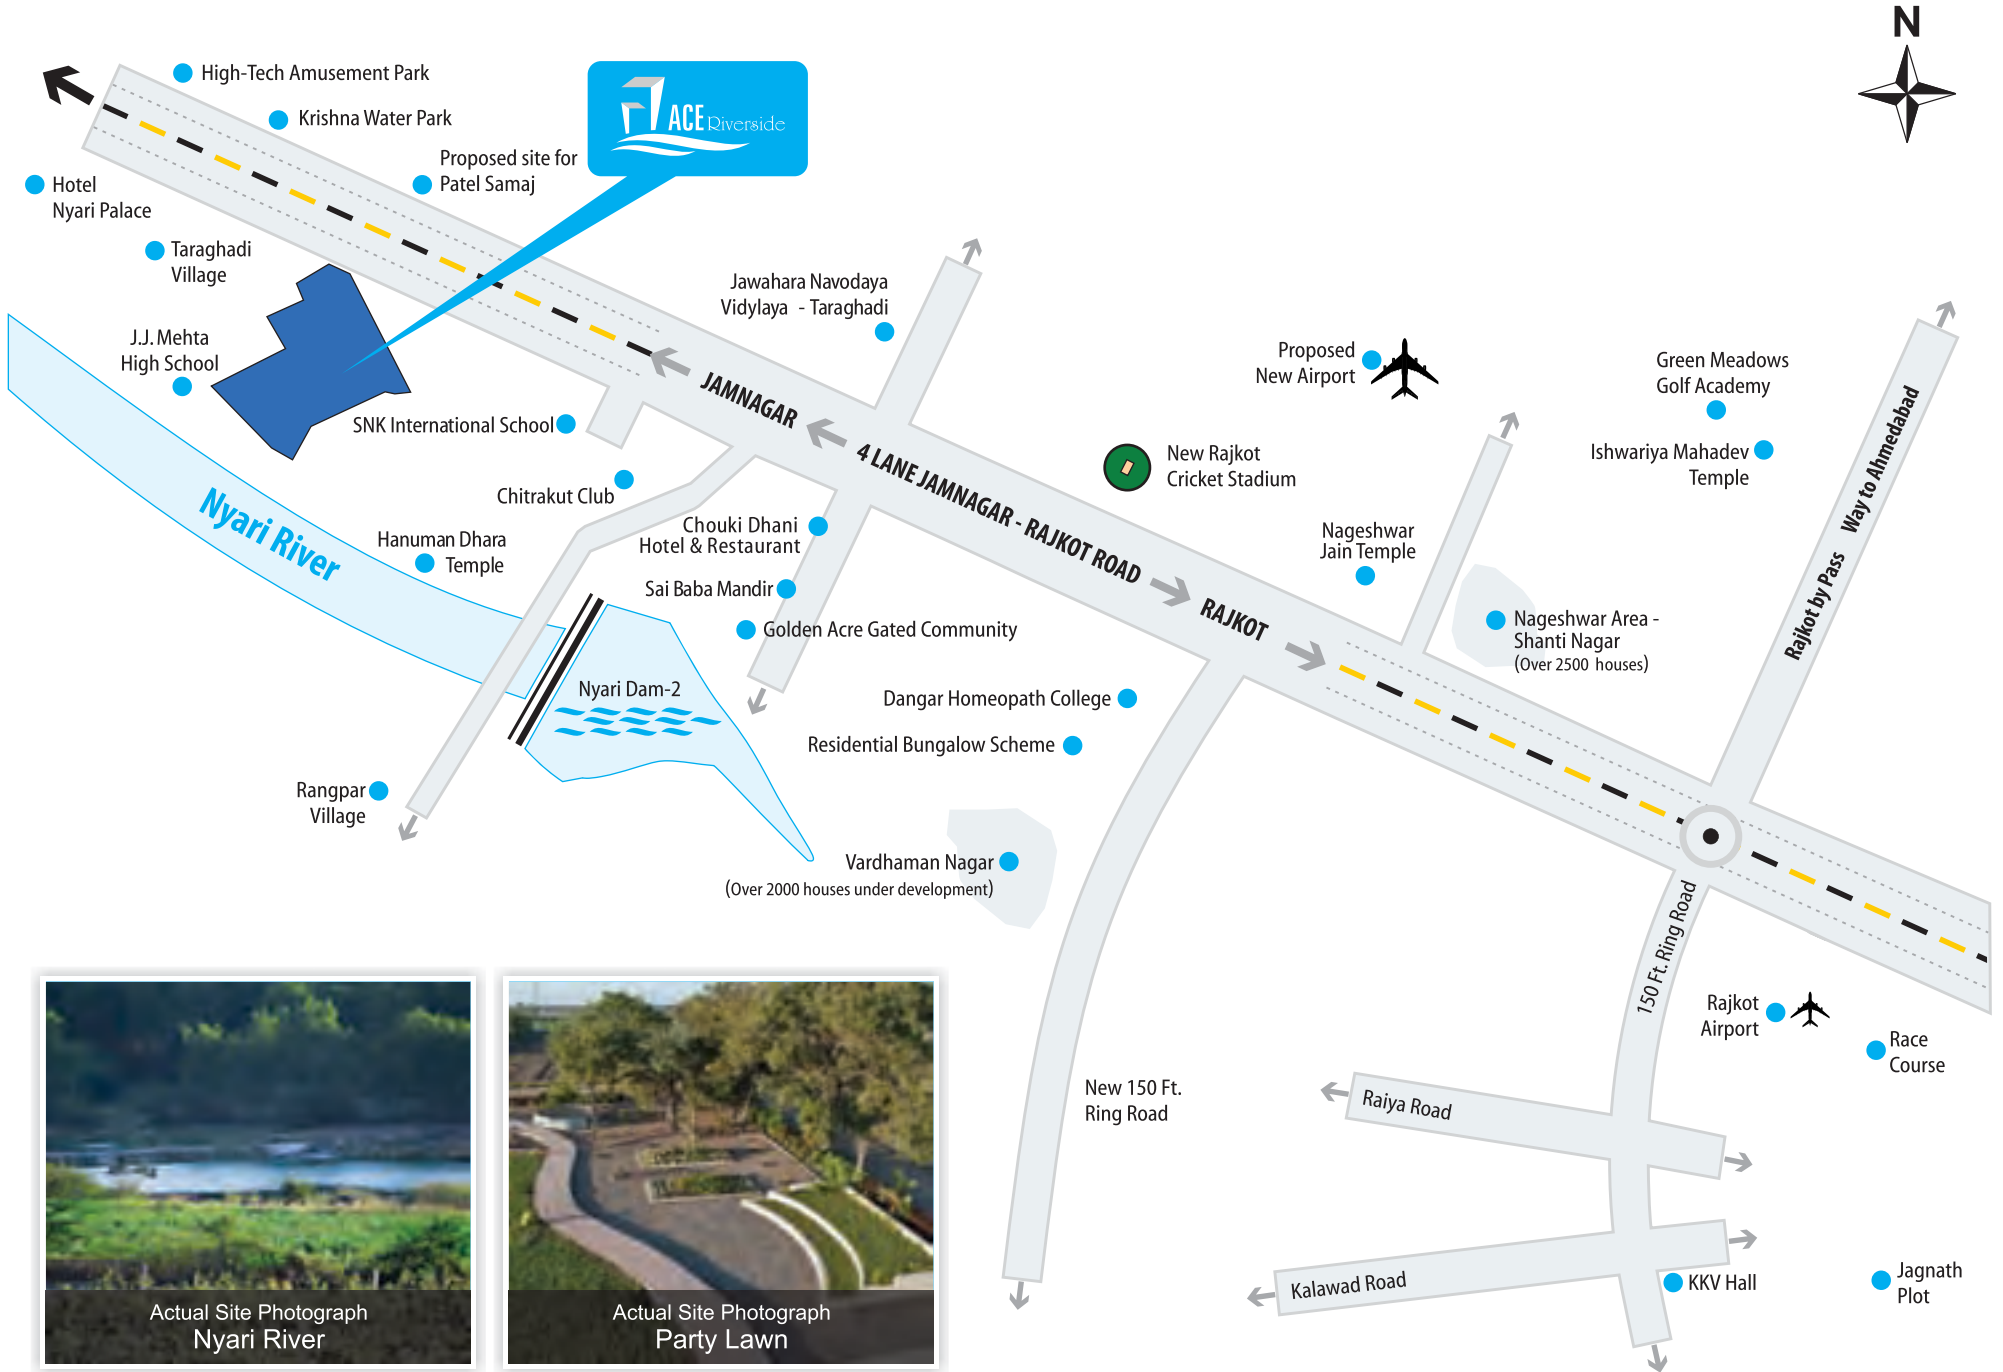 N
High-Tech Amusement Park
Krishna Water Park
ACE Riverside
Proposed site for
Patel Samaj
Hotel
Nyari Palace
Taraghadi
Village
Jawahara Navodaya
Vidylaya - Taraghadi
J.J. Mehta
High School
SNK International School
JAMNAGAR
4 LANE JAMNAGAR - RAJKOT ROAD
RAJKOT
Proposed
New Airport
Green Meadows
Golf Academy
Ishwariya Mahadev
Temple
Way to Ahmedabad
Rajkot by Pass
New Rajkot
Cricket Stadium
Chitrakut Club
Nyari River
Hanuman Dhara
Temple
Chouki Dhani
Hotel & Restaurant
Nageshwar
Jain Temple
Sai Baba Mandir
Golden Acre Gated Community
Nageshwar Area -
Shanti Nagar
(Over 2500 houses)
Nyari Dam-2
Dangar Homeopath College
Residential Bungalow Scheme
Rangpar
Village
Vardhaman Nagar
(Over 2000 houses under development)
150 Ft. Ring Road
Rajkot
Airport
Race
Course
New 150 Ft.
Ring Road
Raiya Road
Kalawad Road
KKV Hall
Jagnath
Plot
Actual Site Photograph
Nyari River
Actual Site Photograph
Party Lawn